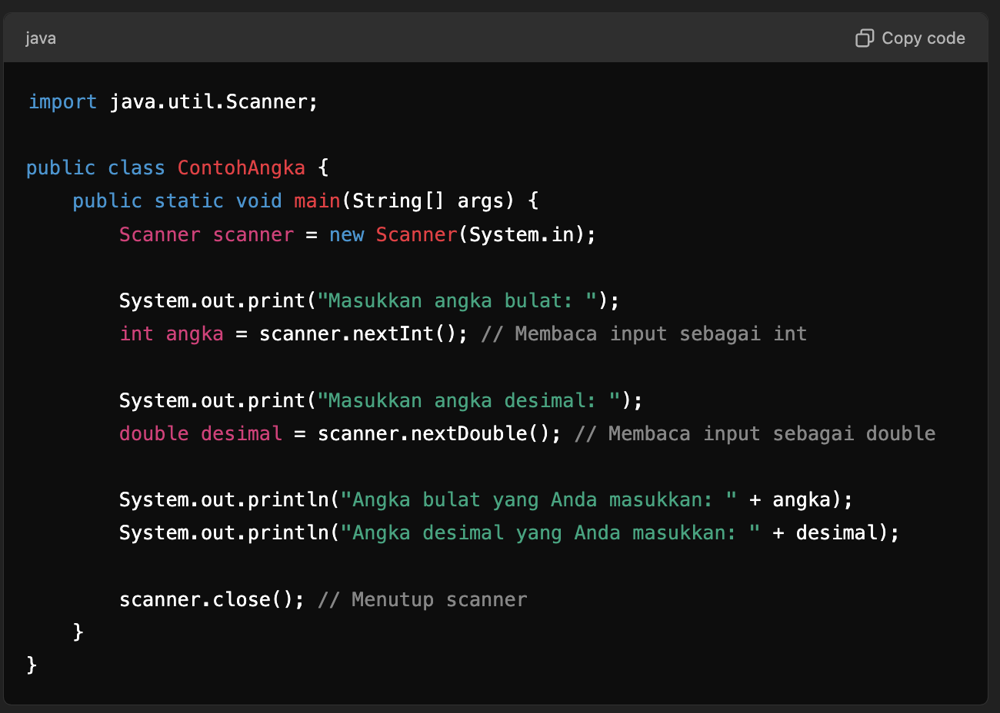 java
Copy code
import java.util.Scanner;
public class ContohAngka {
    public static void main(String[] args) {
        Scanner scanner = new Scanner(System.in);
        System.out.print("Masukkan angka bulat: ");
        int angka = scanner.nextInt(); // Membaca input sebagai int
        System.out.print("Masukkan angka desimal: ");
        double desimal = scanner.nextDouble(); // Membaca input sebagai double
        System.out.println("Angka bulat yang Anda masukkan: " + angka);
        System.out.println("Angka desimal yang Anda masukkan: " + desimal);
        scanner.close(); // Menutup scanner
    }
}